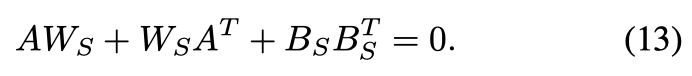 AW_S + W_S A^T + B_S B_S^T = 0. (13)